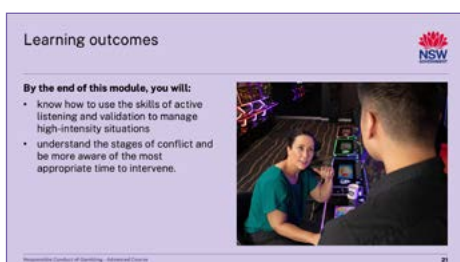 Learning outcomes
NSW
GOVERNMENT
By the end of this module, you will:
• know how to use the skills of active
listening and validation to manage
high-intensity situations
• understand the stages of conflict and
be more aware of the most
appropriate time to intervene.
Responsible Conduct of Gambling - Advanced Course
21